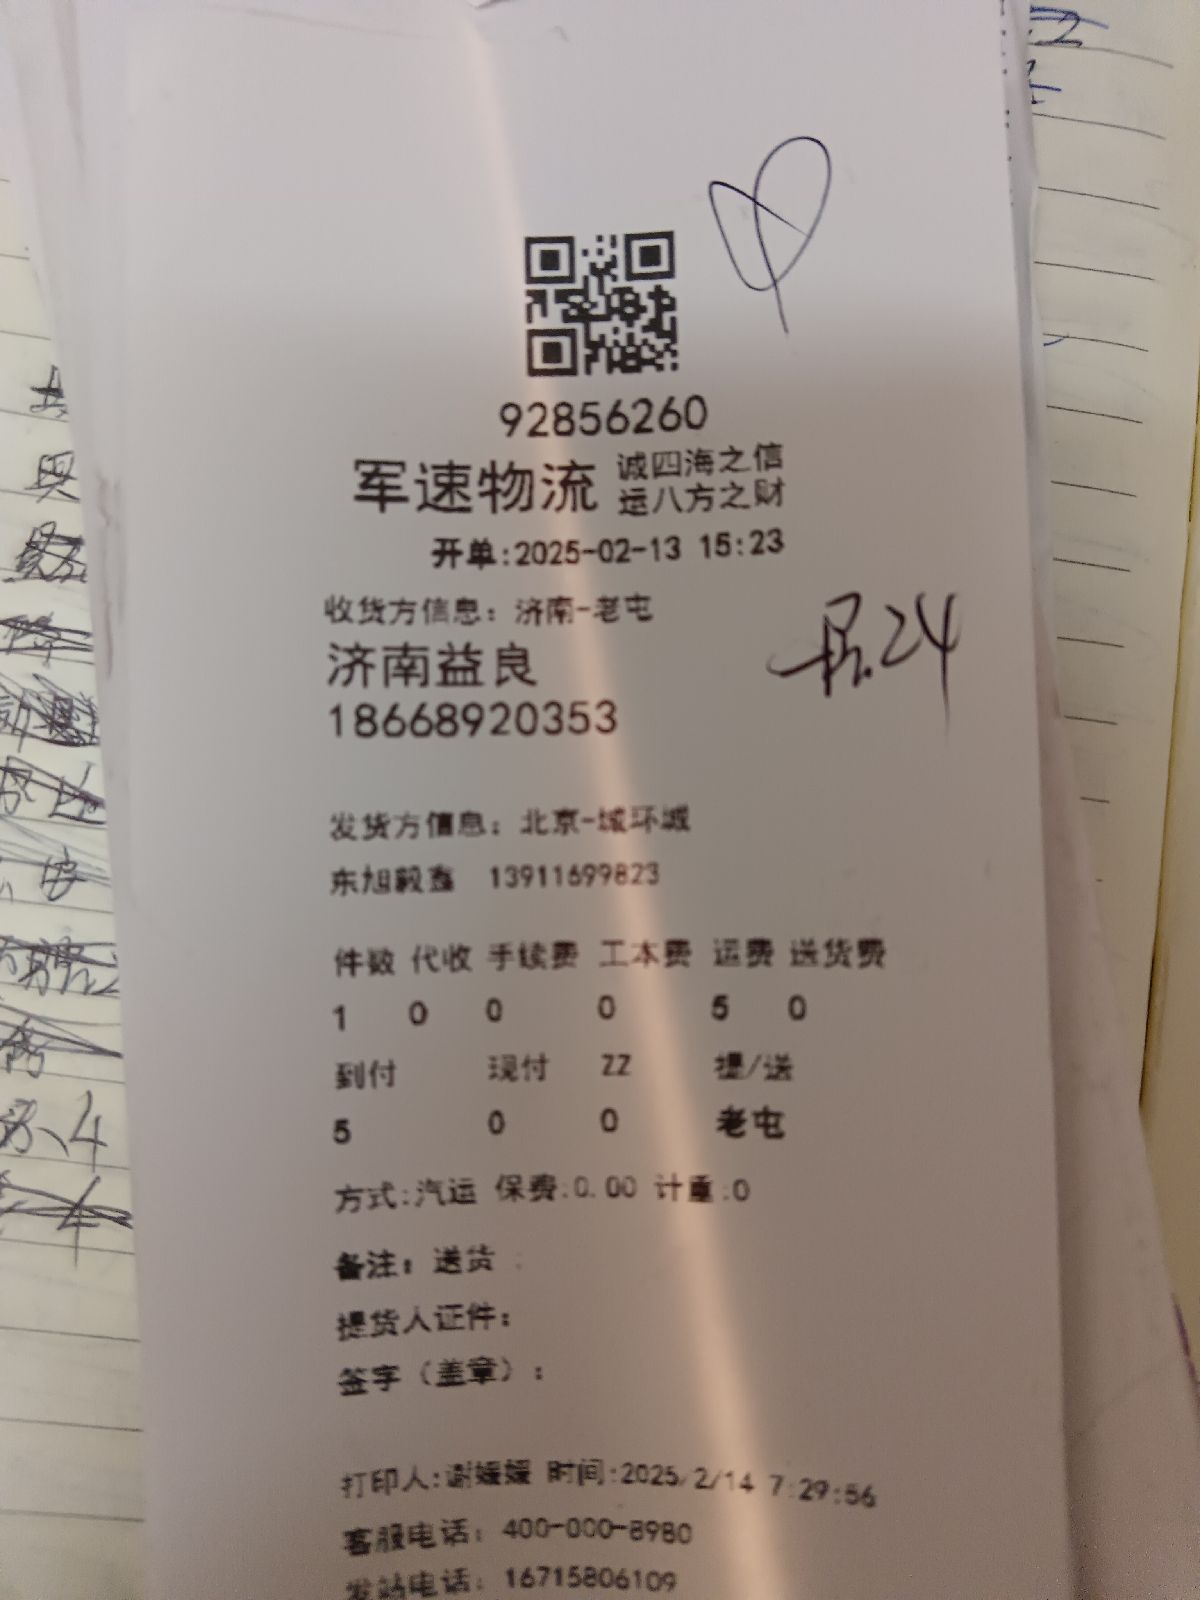 92856260
军速物流 诚四海之信
运八方之财
开单:2025-02-13 15:23
收货方信息：济南-老屯
济南益良
18668920353
24
发货方信息：北京-城环城
东旭毅鑫 13911699823
件数 代收 手续费 工本费 运费 送货费
1 0 0 0 5 0
到付 现付 ZZ 提/送
5 0 0 老屯
方式:汽运 保费:0.00 计重:0
备注：送货
提货人证件：
签字（盖章）：
打印人:谢媛媛 时间:2025/2/14 7:29:56
客服电话：400-000-8980
发站电话：16715806109